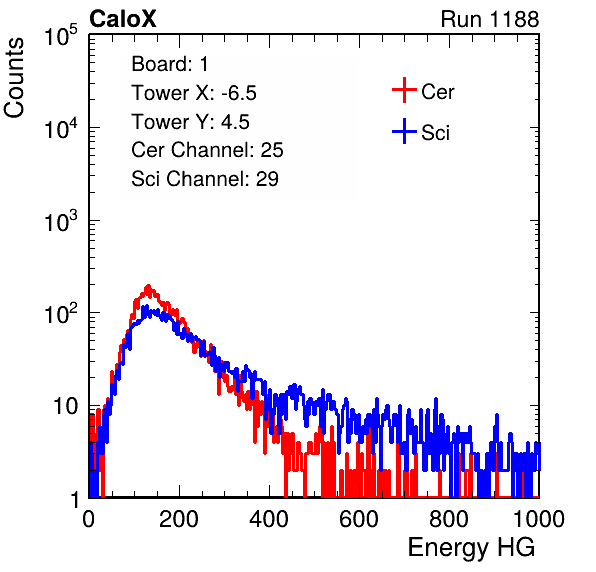 CaloX Run 1188
Counts
10^5
10^4
10^3
10^2
10
1
Board: 1
Tower X: -6.5
Tower Y: 4.5
Cer Channel: 25
Sci Channel: 29
Cer
Sci
0 200 400 600 800 1000
Energy HG